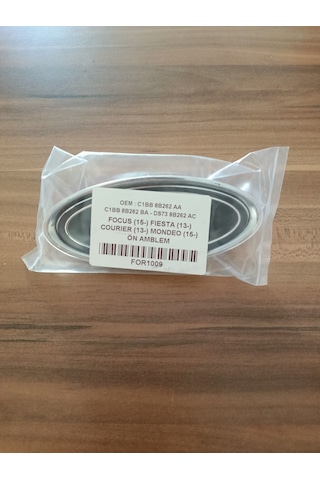 OEM : C1BB 8B262 AA
C1BB 8B262 BA - DS73 8B262 AC
FOCUS (15-) FIESTA (13-)
COURIER (13-) MONDEO (15-)
ÖN AMBLEM
FOR1009